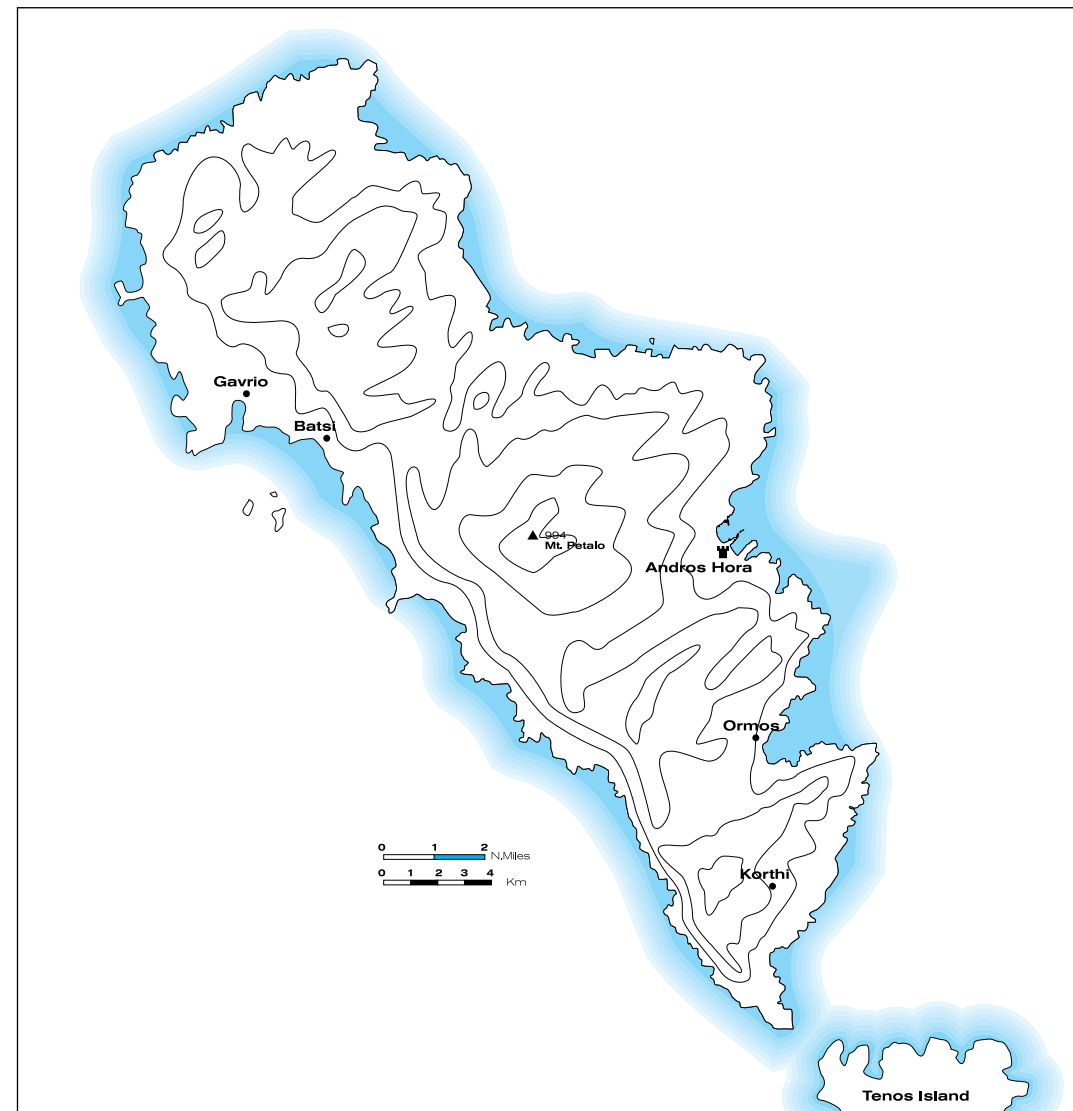 Gavrio
Batsi
994
Mt. Petalo
Andros Hora
Ormos
0 1 2
N.Miles
0 1 2 3 4
Km
Korthi
Tenos Island